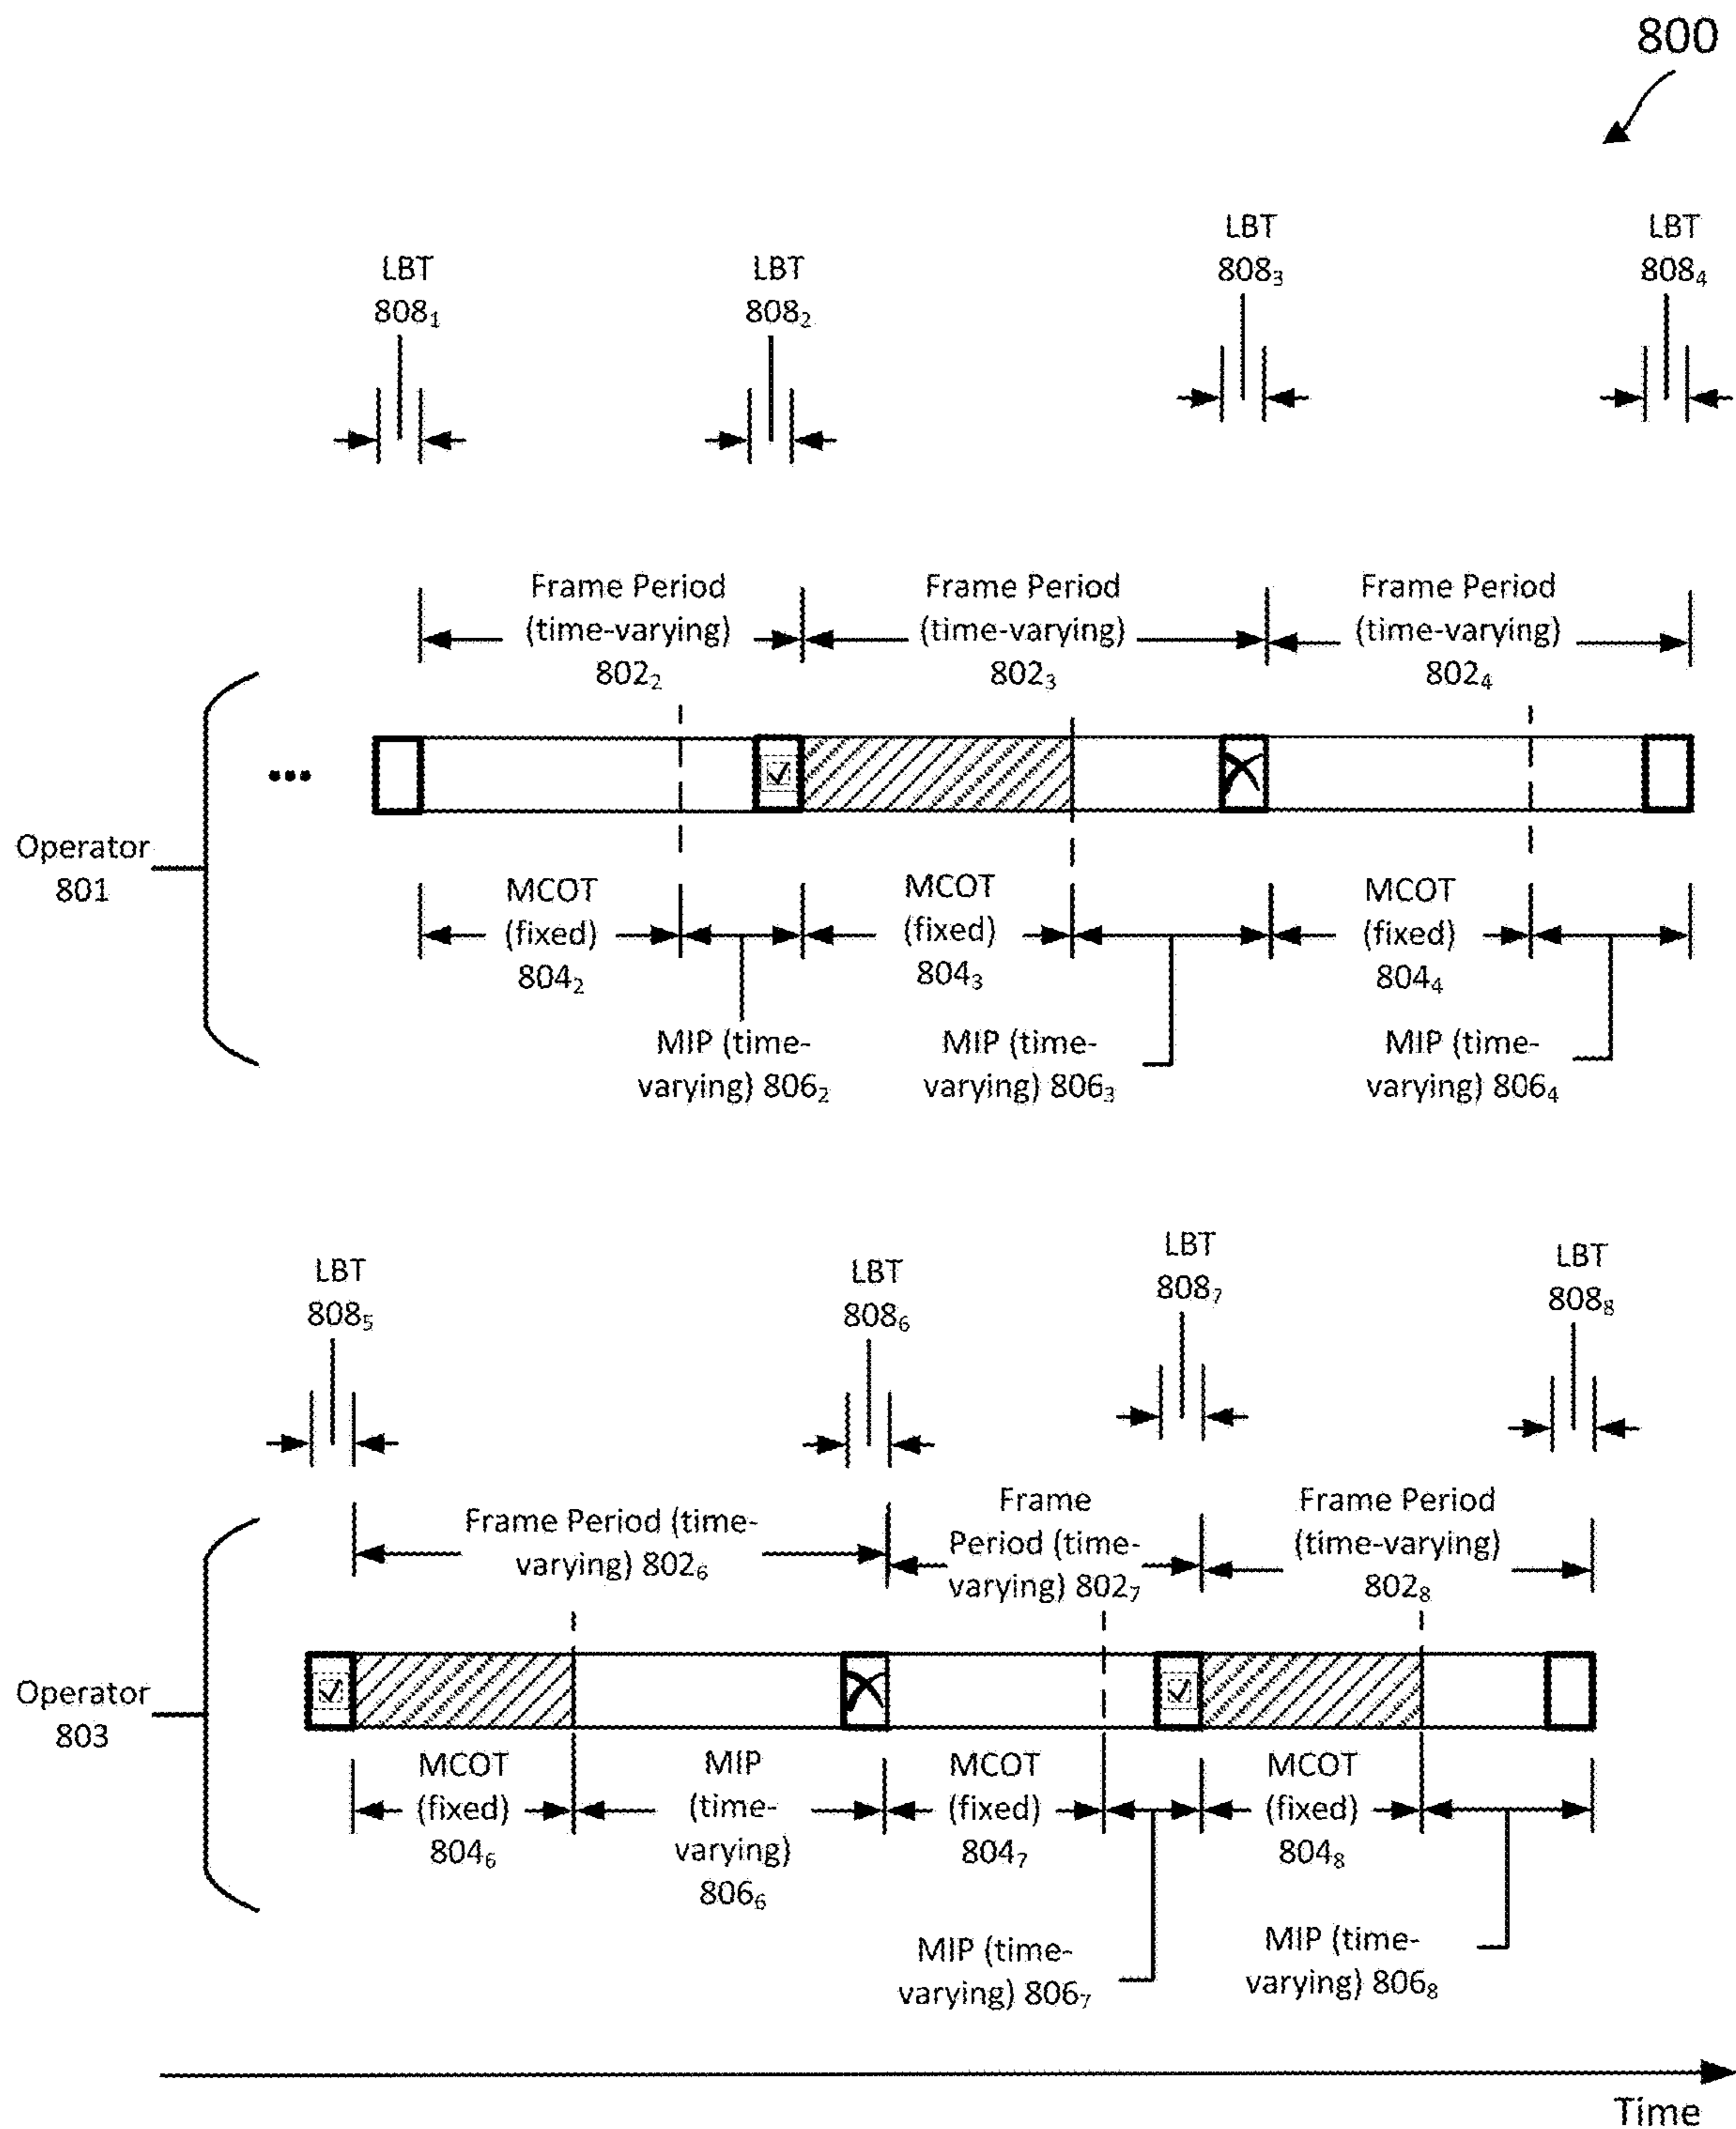 800
LBT
808₁
LBT
808₂
LBT
808₃
LBT
808₄
Frame Period
(time-varying)
802₂
Frame Period
(time-varying)
802₃
Frame Period
(time-varying)
802₄
...
Operator
801
MCOT
(fixed)
804₂
MCOT
(fixed)
804₃
MCOT
(fixed)
804₄
MIP (time-
varying) 806₂
MIP (time-
varying) 806₃
MIP (time-
varying) 806₄
LBT
808₅
LBT
808₆
LBT
808₇
LBT
808₈
Frame Period (time-
varying) 802₆
Frame
Period (time-
varying) 802₇
Frame Period
(time-varying)
802₈
Operator
803
MCOT
(fixed)
804₆
MIP
(time-
varying)
806₆
MCOT
(fixed)
804₇
MCOT
(fixed)
804₈
MIP (time-
varying) 806₇
MIP (time-
varying) 806₈
Time